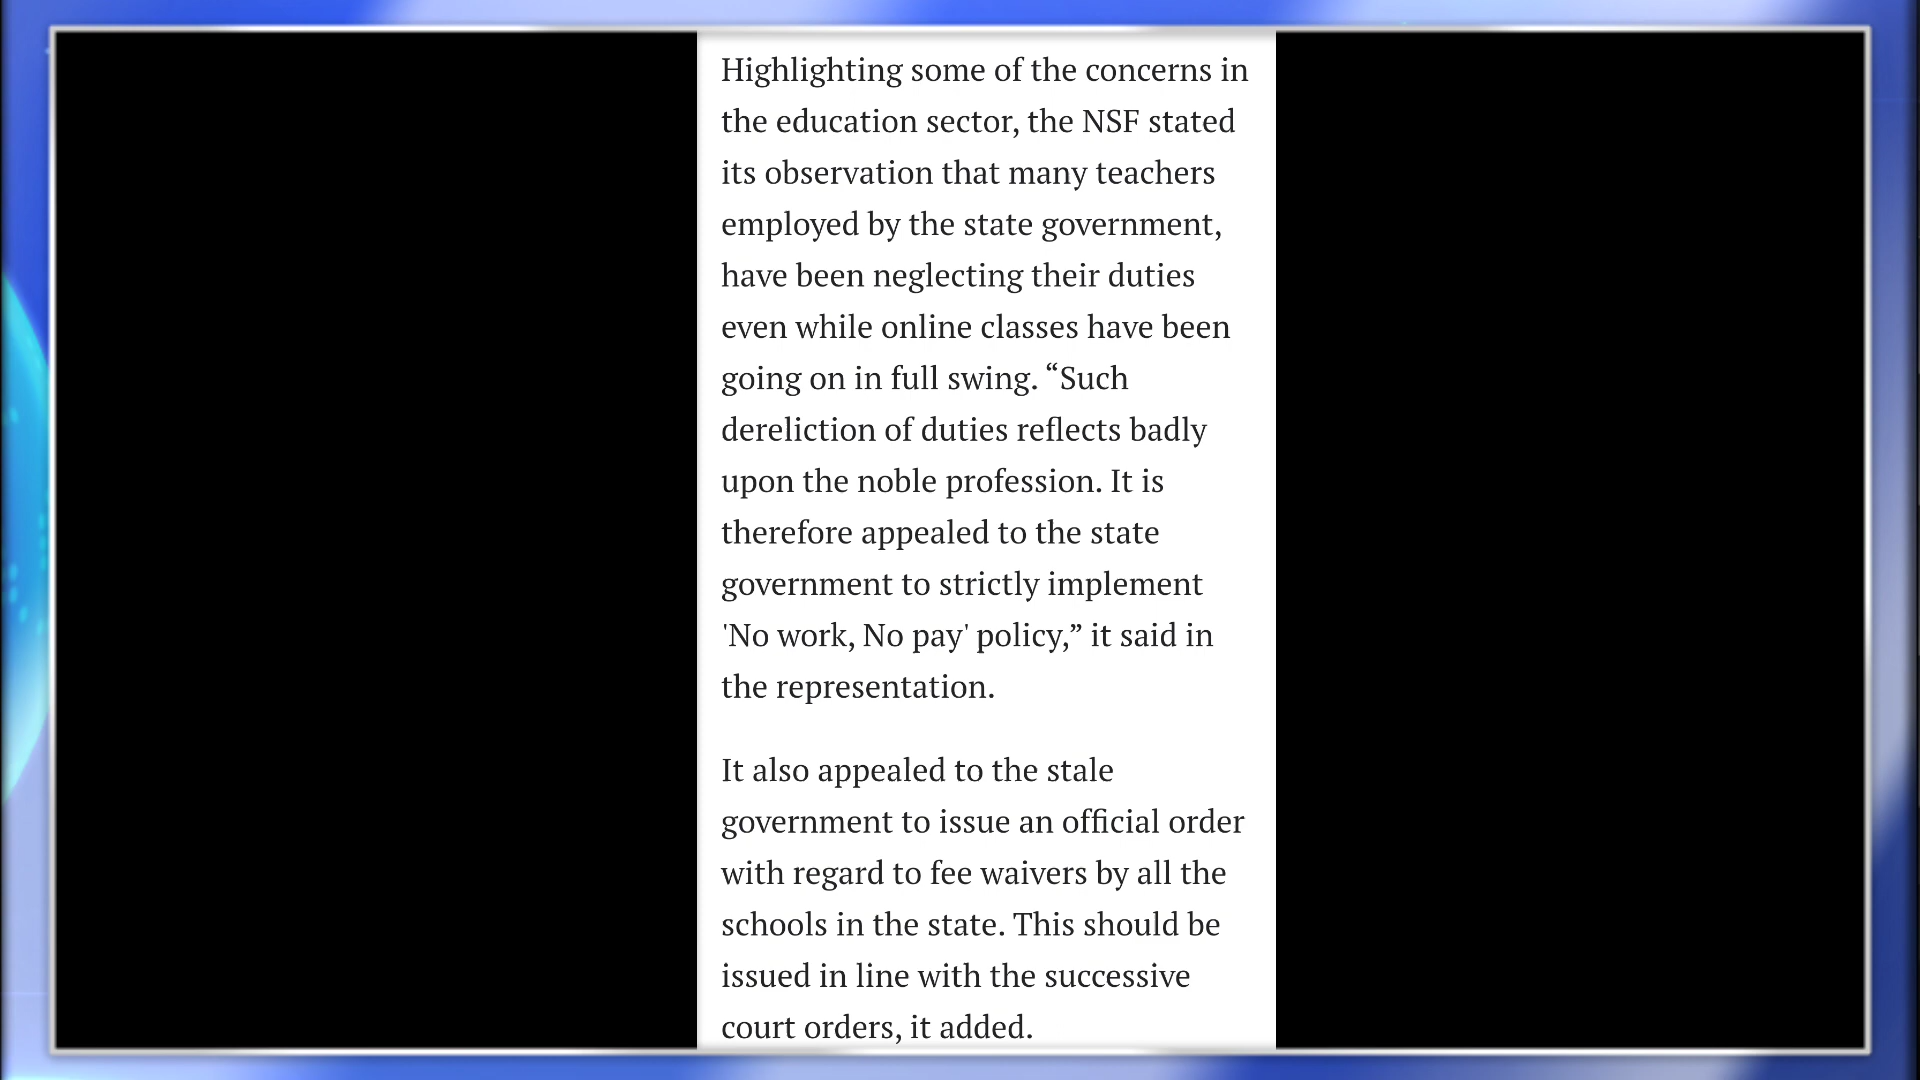 Highlighting some of the concerns in
the education sector, the NSF stated
its observation that many teachers
employed by the state government,
have been neglecting their duties
even while online classes have been
going on in full swing. “Such
dereliction of duties reflects badly
upon the noble profession. It is
therefore appealed to the state
government to strictly implement
'No work, No pay' policy,” it said in
the representation.
It also appealed to the stale
government to issue an official order
with regard to fee waivers by all the
schools in the state. This should be
issued in line with the successive
court orders, it added.